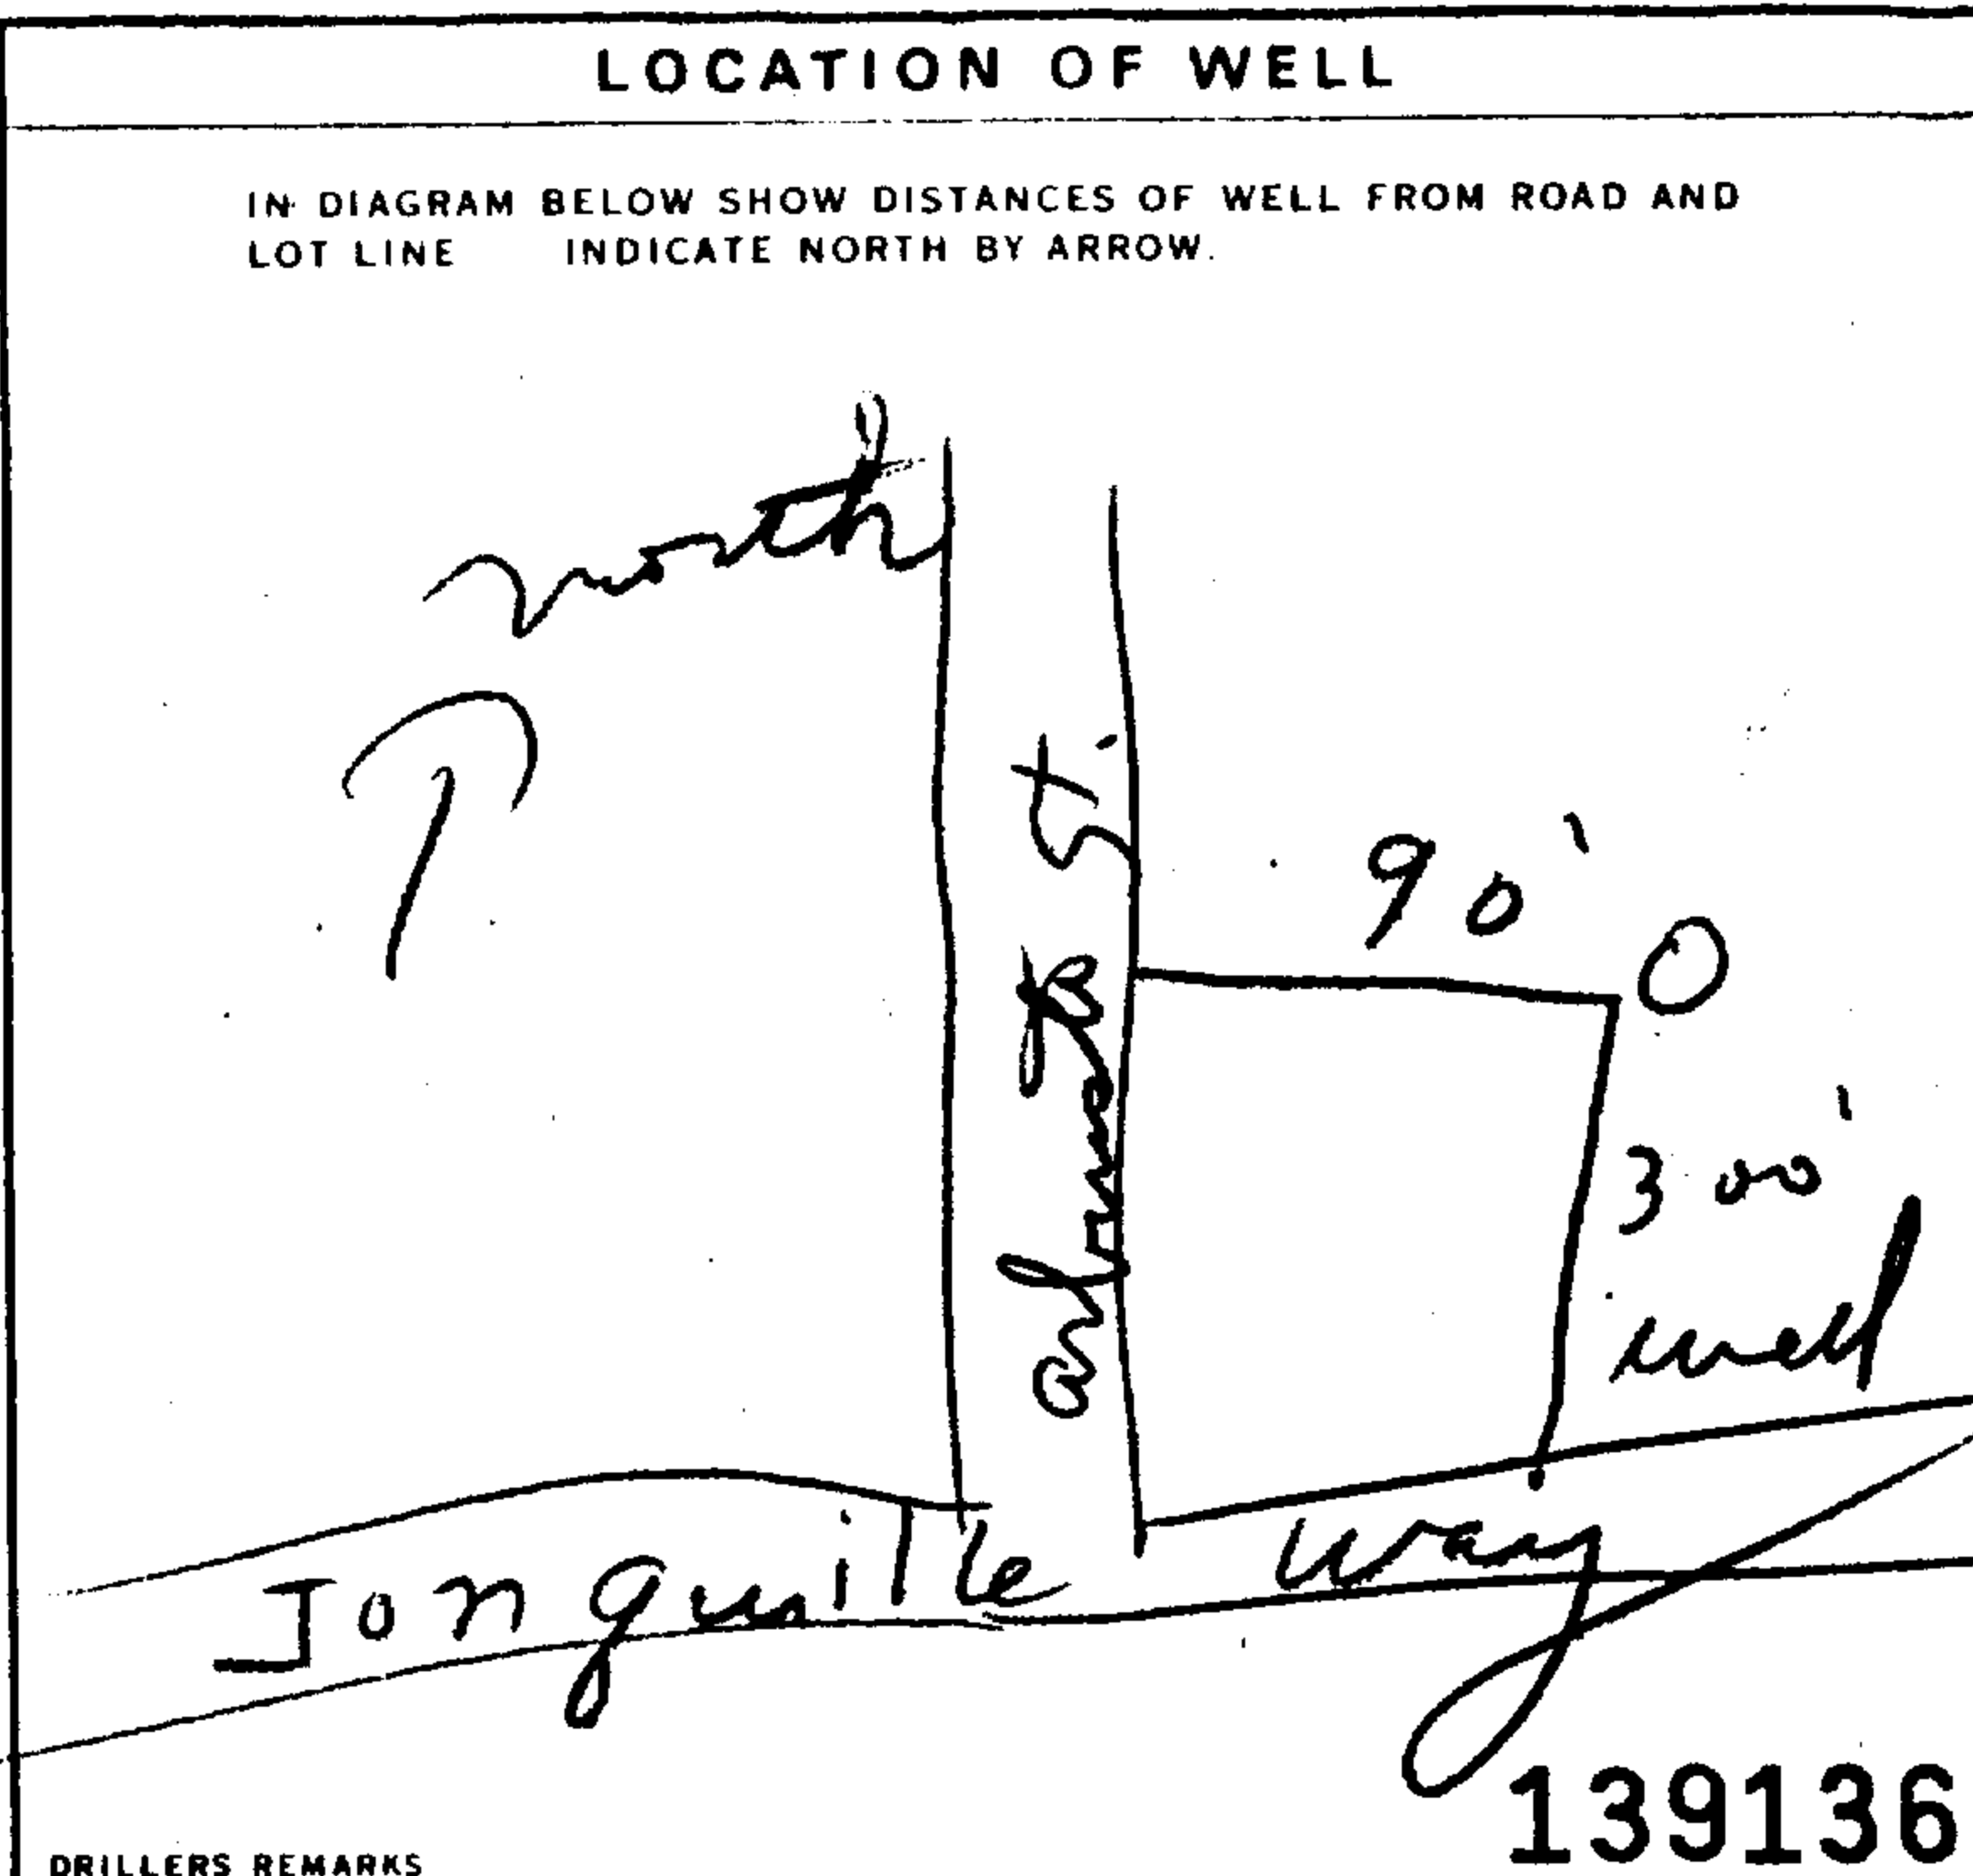 LOCATION OF WELL
IN DIAGRAM BELOW SHOW DISTANCES OF WELL FROM ROAD AND
LOT LINE INDICATE NORTH BY ARROW.
north
St.
90'
300'
well
Jonquille Way
139136
DRILLERS REMARKS